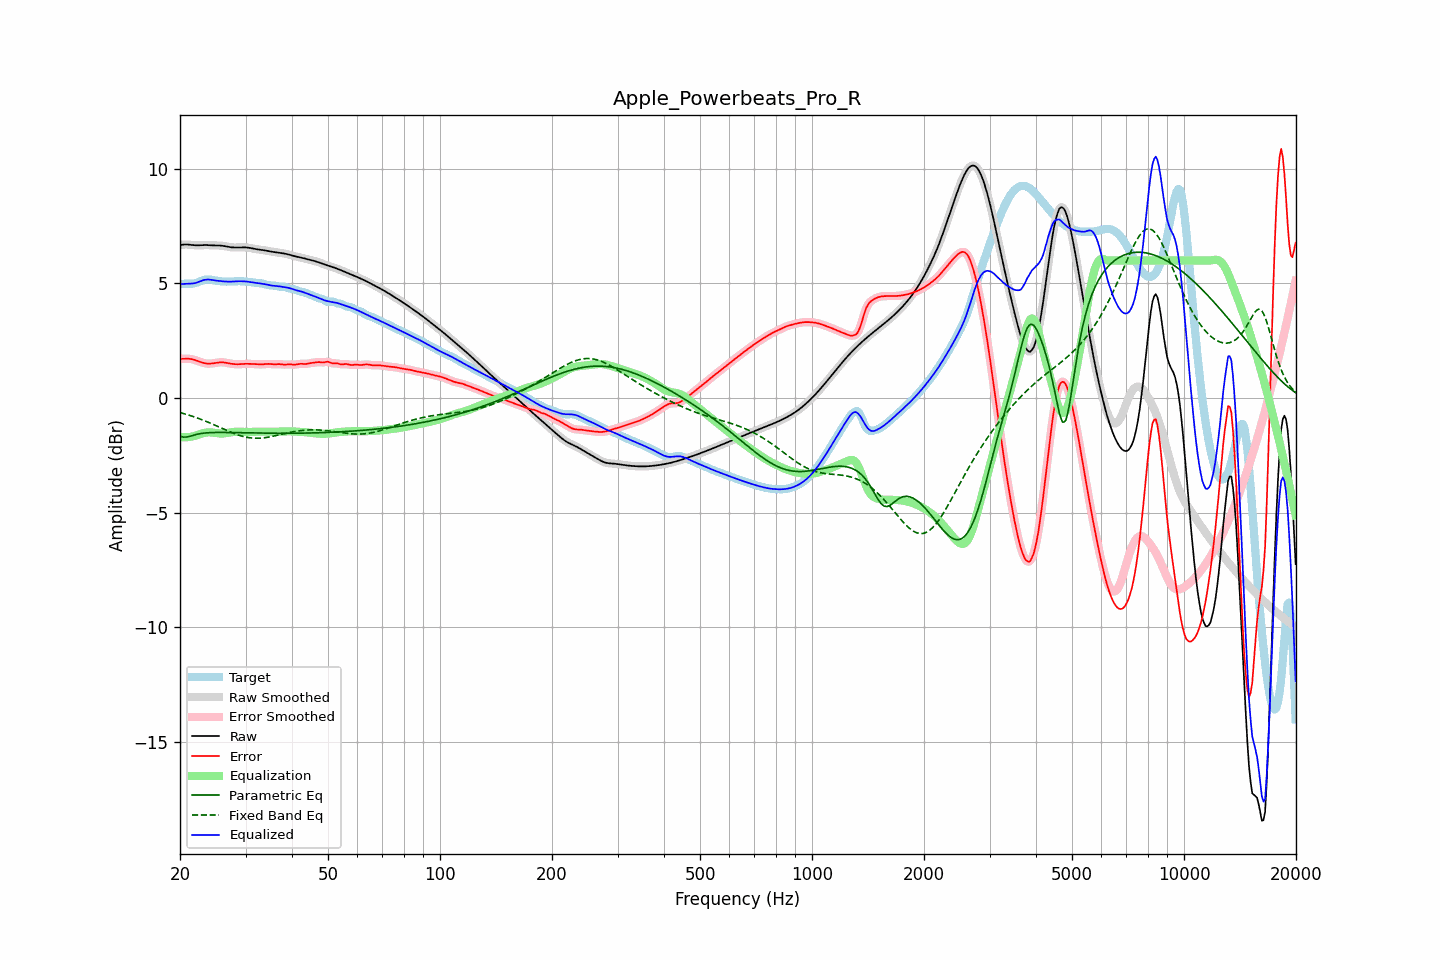 Apple_Powerbeats_Pro_R
Amplitude (dBr)
10
5
0
−5
−10
−15
Target
Raw Smoothed
Error Smoothed
Raw
Error
Equalization
Parametric Eq
Fixed Band Eq
Equalized
20
50
100
200
500
1000
2000
5000
10000
20000
Frequency (Hz)